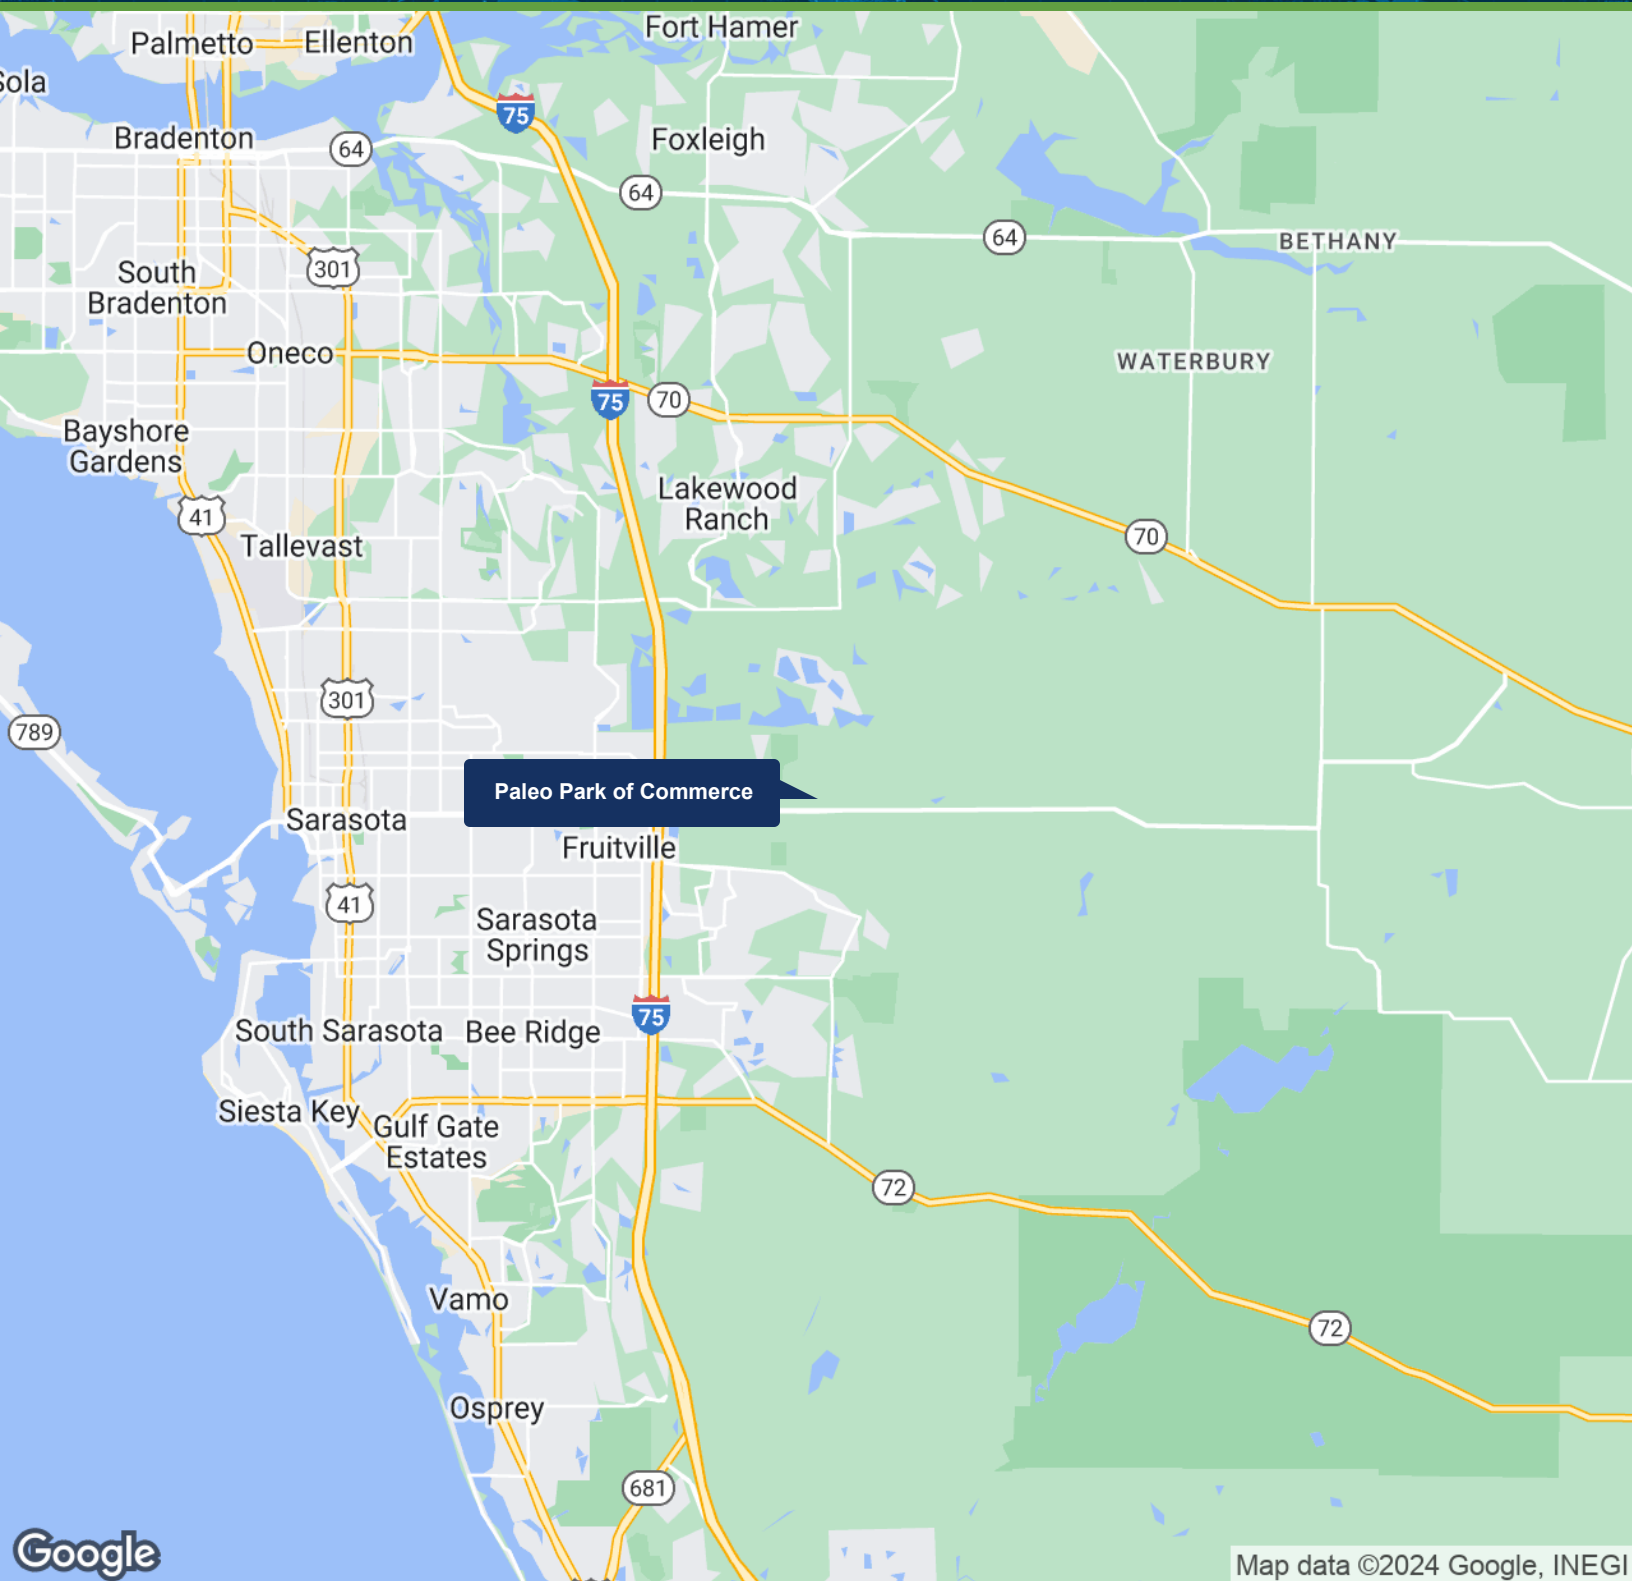 Fort Hamer
Palmetto
Ellenton
Sola
75
Bradenton
64
Foxleigh
64
64
BETHANY
301
South
Bradenton
Oneco
WATERBURY
75
70
Bayshore
Gardens
Lakewood
Ranch
41
70
Tallevast
301
789
Paleo Park of Commerce
Sarasota
Fruitville
41
Sarasota
Springs
75
South Sarasota
Bee Ridge
Siesta Key
Gulf Gate
Estates
72
Vamo
72
Osprey
681
Google
Map data ©2024 Google, INEGI